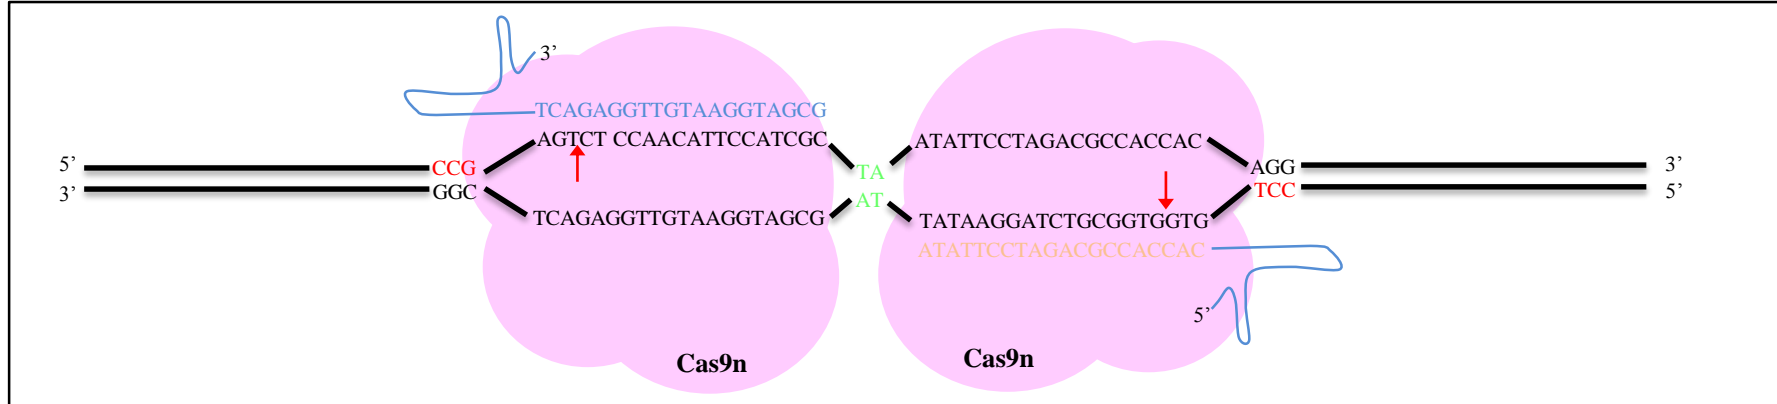 3’
TCAGAGGTTGTAAGGTAGCG
AGTCT CCAACATTCCATCGC
ATATTCCTAGACGCCACCAC
5’
CCG
TA
AGG
3’
3’
GGC
AT
TCC
5’
TCAGAGGTTGTAAGGTAGCG
TATAAGGATCTGCGGTGGTG
ATATTCCTAGACGCCACCAC
5’
Cas9n
Cas9n